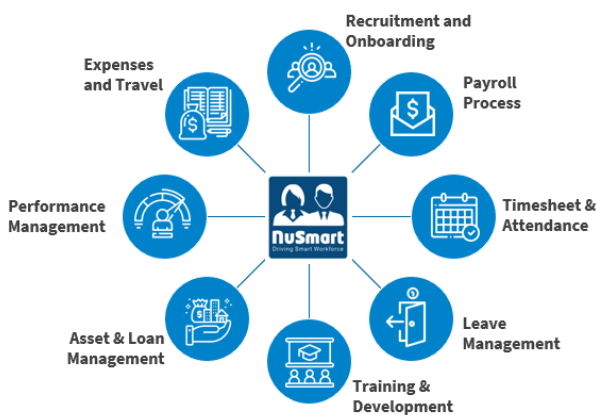 Recruitment and
Onboarding
Expenses
and Travel
Payroll
Process
Performance
Management
NuSmart
Driving Smart Workforce
Timesheet &
Attendance
Asset & Loan
Management
Leave
Management
Training &
Development